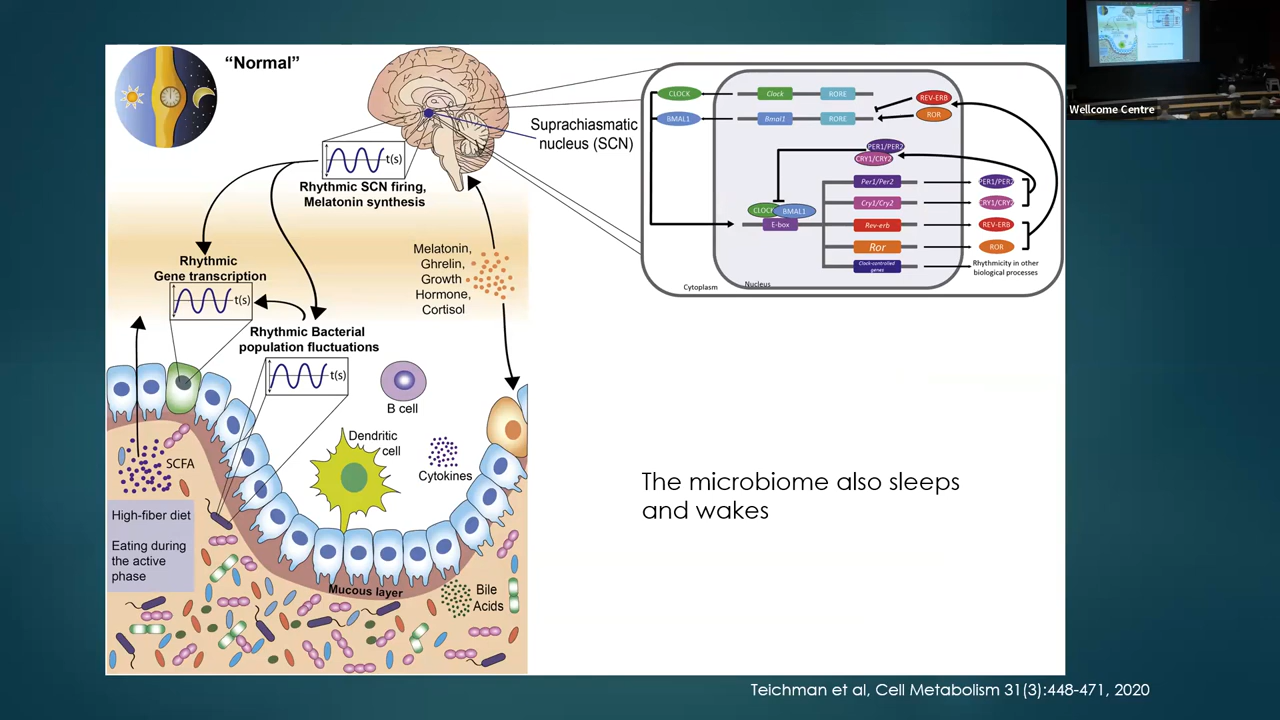 "Normal"
Suprachiasmatic
nucleus (SCN)
t(s)
Rhythmic SCN firing,
Melatonin synthesis
Rhythmic
Gene transcription
t(s)
Melatonin,
Ghrelin,
Growth
Hormone,
Cortisol
Rhythmic Bacterial
population fluctuations
t(s)
B cell
Dendritic
cell
Cytokines
SCFA
High-fiber diet
Eating during
the active
phase
Mucous layer
Bile
Acids
CLOCK
Clock
RORE
REV-ERB
BMAL1
Bmal1
RORE
ROR
PER1/PER2
CRY1/CRY2
Per1/Per2
PER1/PER2
Cry1/Cry2
CRY1/CRY2
CLOCK
BMAL1
E-box
Rev-erb
REV-ERB
Ror
ROR
Clock-controlled
genes
Rhythmicity in other
biological processes
Cytoplasm
Nucleus
The microbiome also sleeps
and wakes
Teichman et al, Cell Metabolism 31(3):448-471, 2020
Wellcome Centre